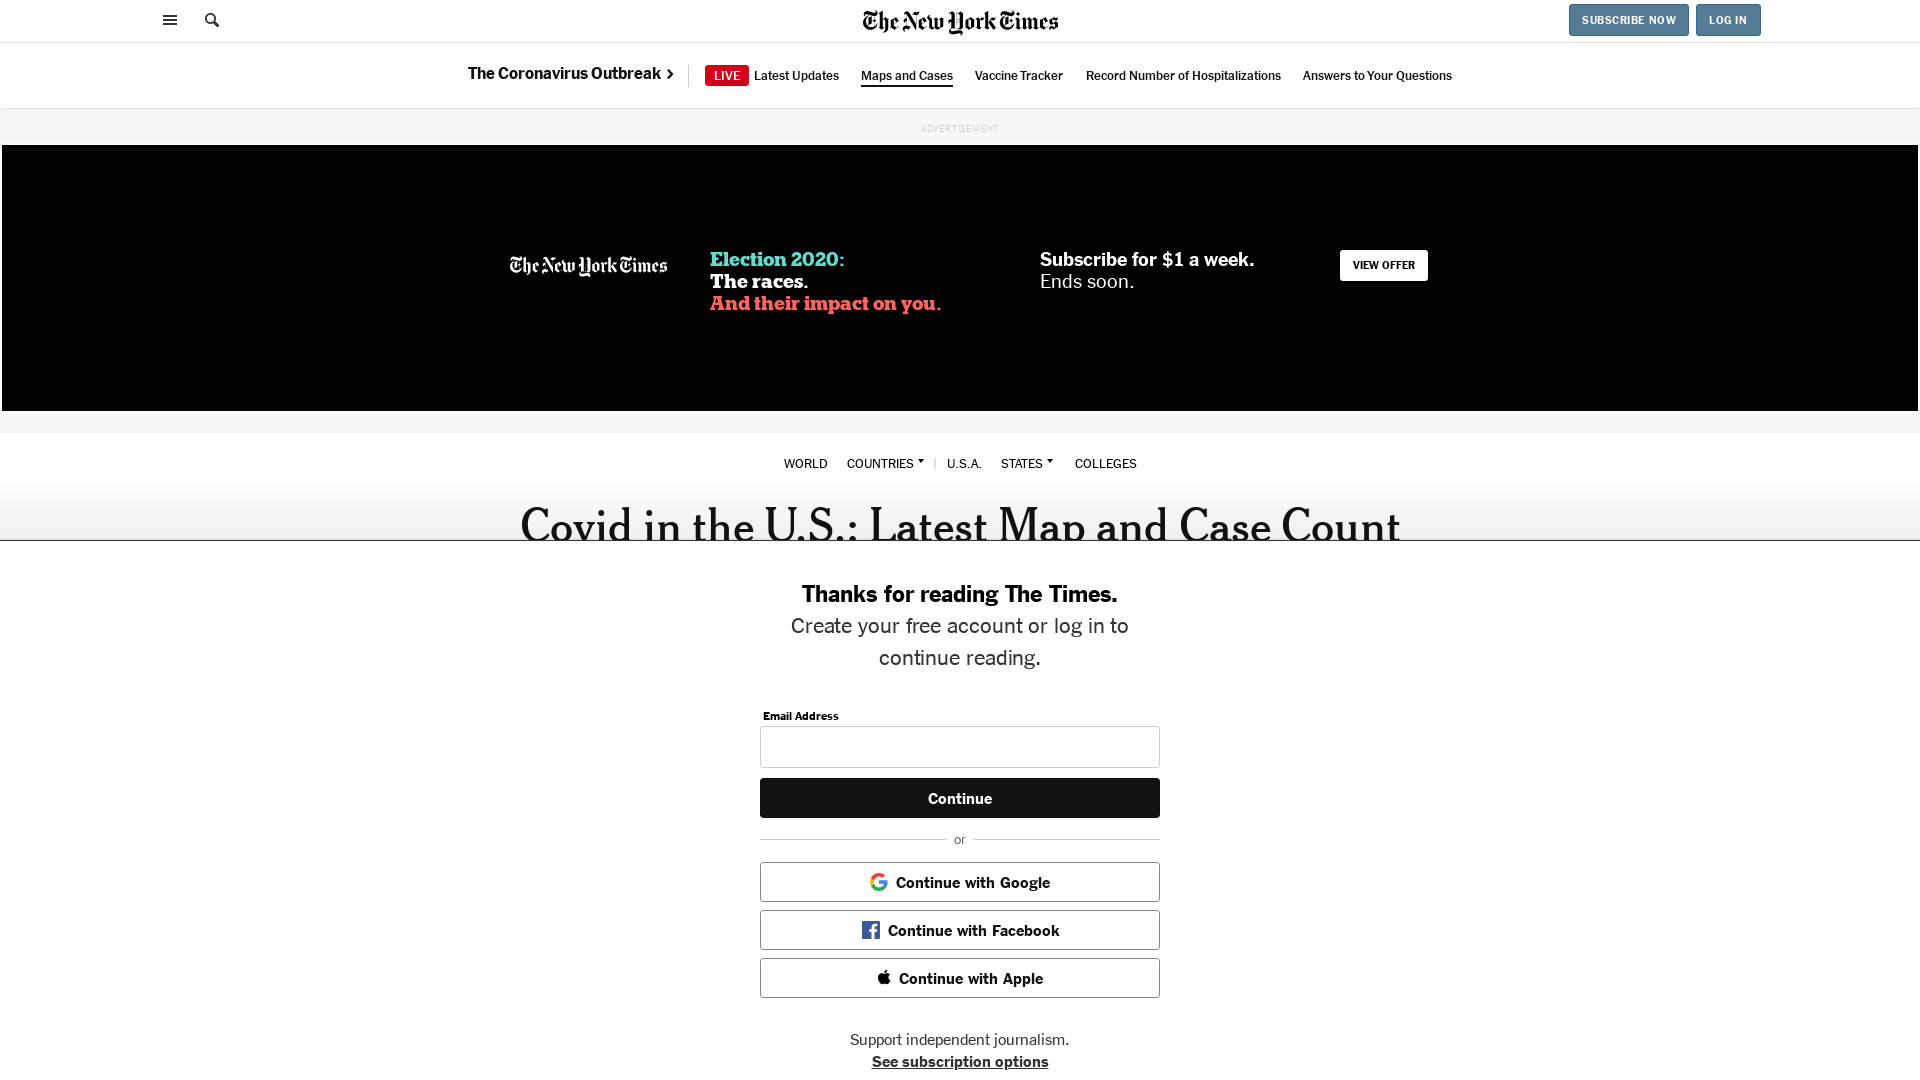 The New York Times
SUBSCRIBE NOW
LOG IN
The Coronavirus Outbreak
LIVE Latest Updates
Maps and Cases
Vaccine Tracker
Record Number of Hospitalizations
Answers to Your Questions
ADVERTISEMENT
The New York Times
Election 2020:
The races.
And their impact on you.
Subscribe for $1 a week.
Ends soon.
VIEW OFFER
WORLD
COUNTRIES
U.S.A.
STATES
COLLEGES
Covid in the U.S.: Latest Map and Case Count
Thanks for reading The Times.
Create your free account or log in to
continue reading.
Email Address
Continue
or
Continue with Google
Continue with Facebook
Continue with Apple
Support independent journalism.
See subscription options